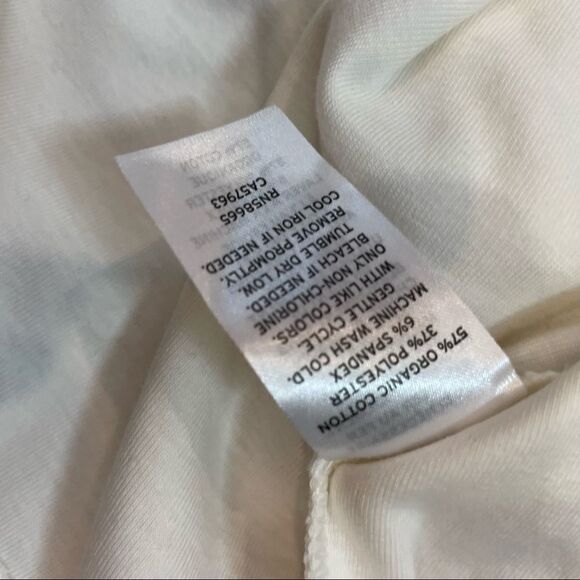 57% ORGANIC COTTON
37% POLYESTER
6% SPANDEX
MACHINE WASH COLD.
GENTLE CYCLE.
WITH LIKE COLORS.
ONLY NON-CHLORINE
BLEACH IF NEEDED.
TUMBLE DRY LOW.
REMOVE PROMPTLY.
COOL IRON IF NEEDED.
RN58665
CA57963